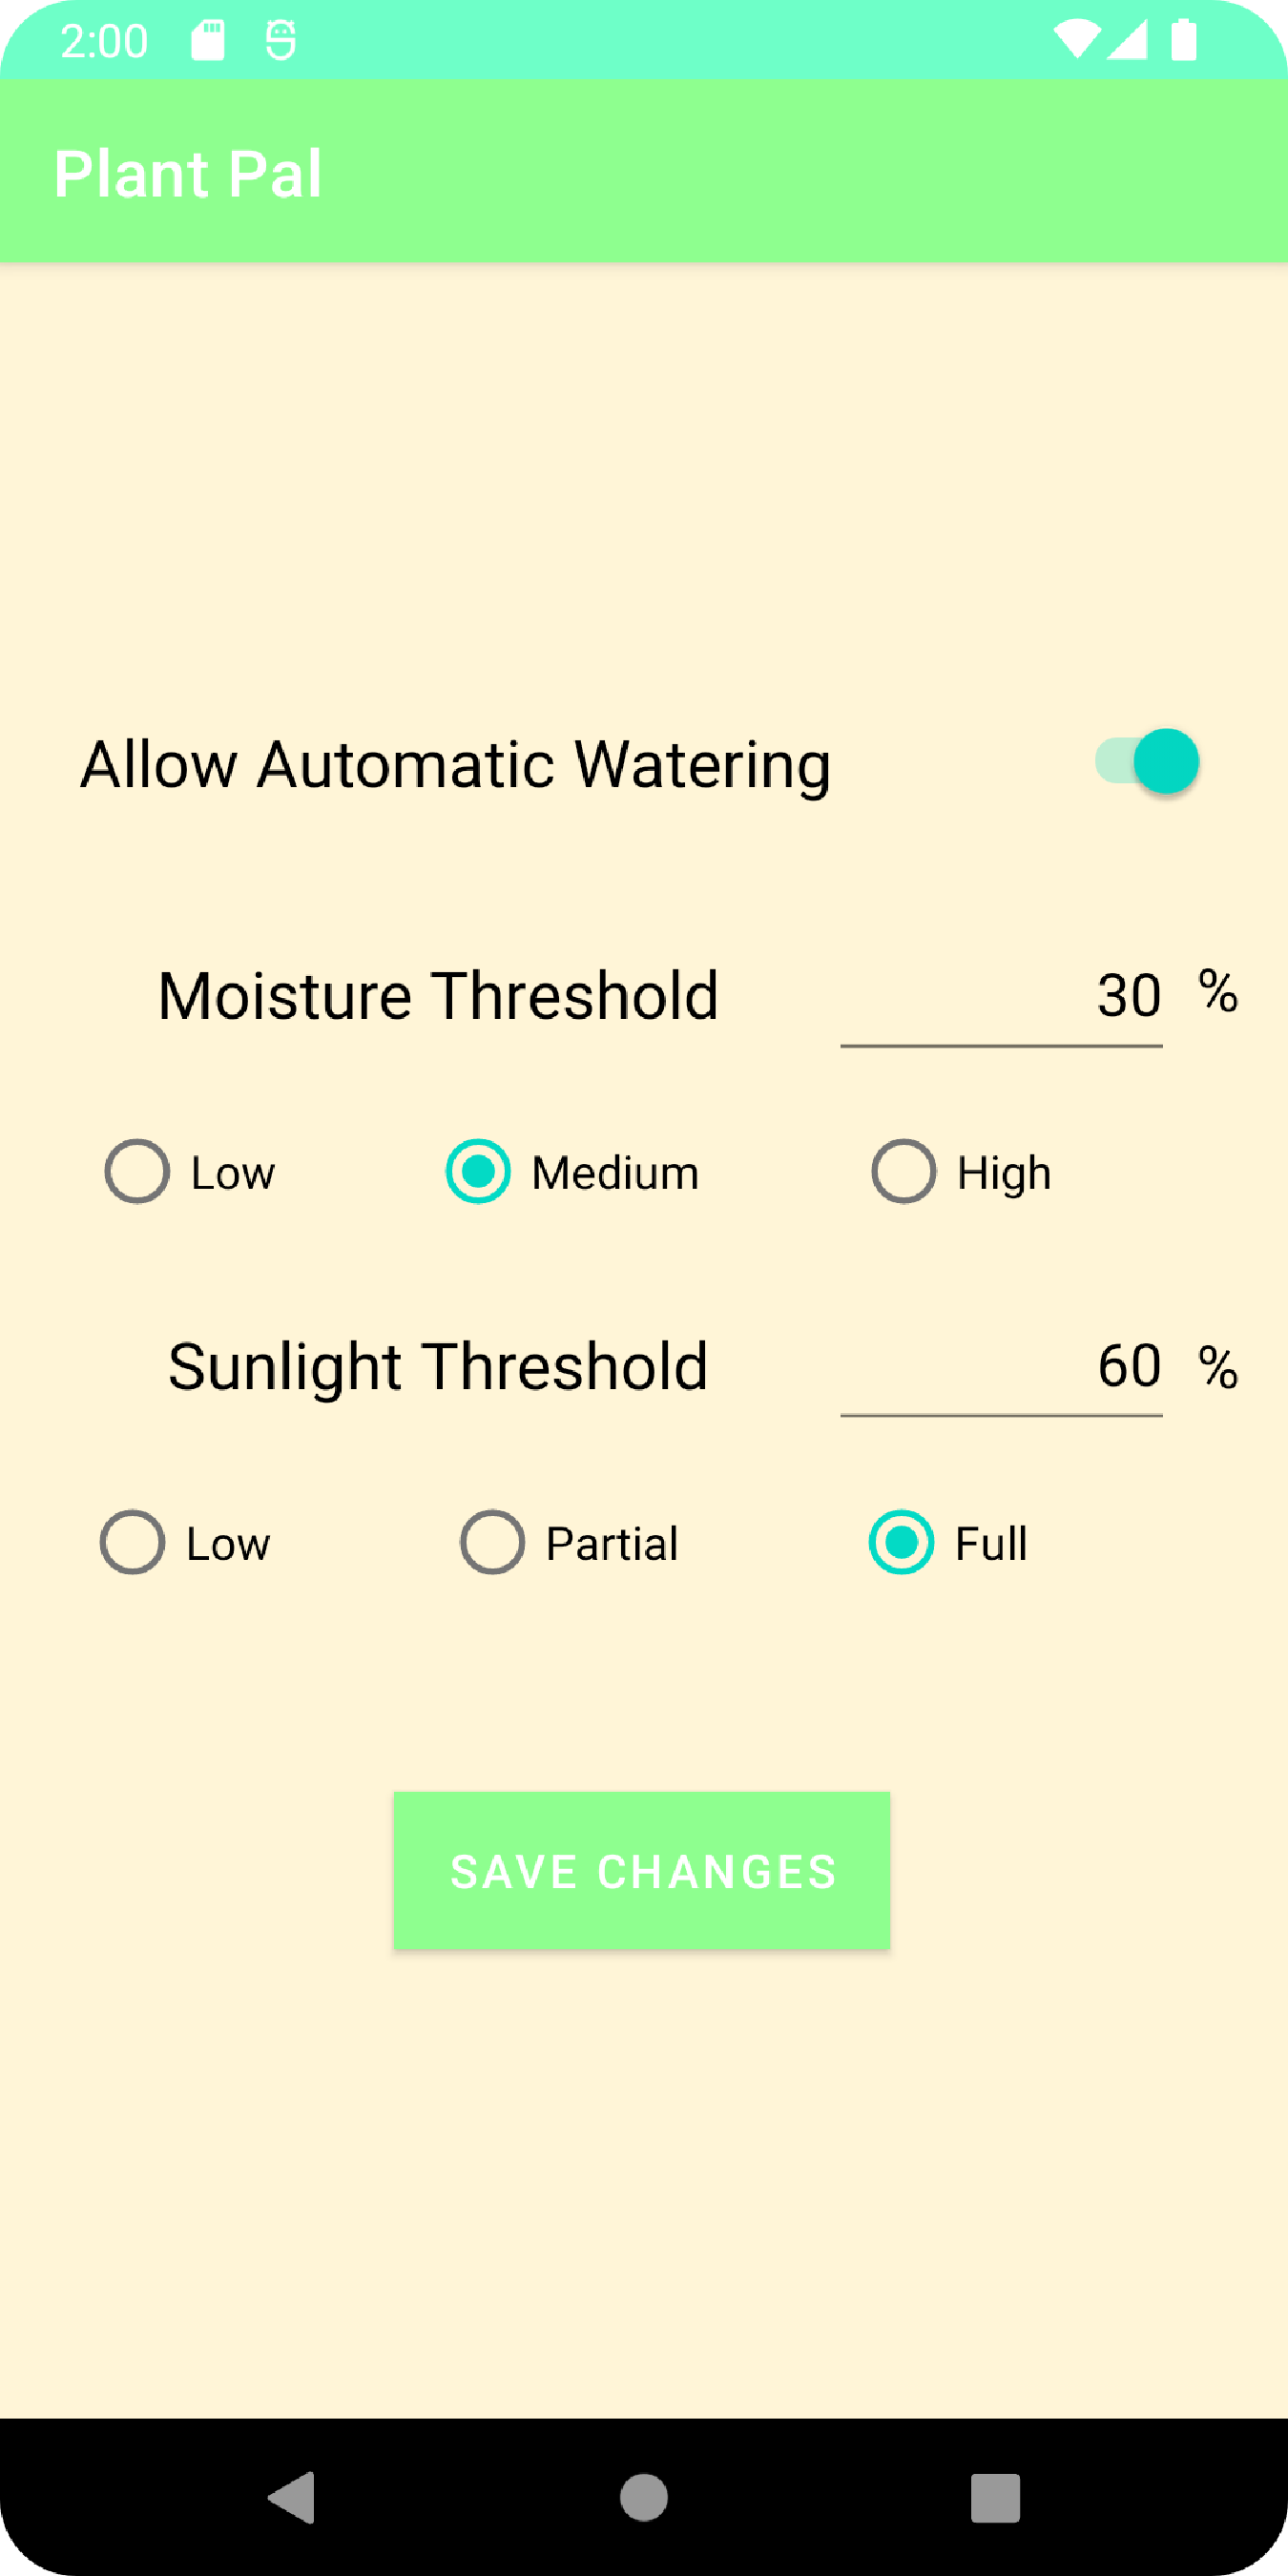 2:00
Plant Pal
Allow Automatic Watering
Moisture Threshold 30 %
Low Medium High
Sunlight Threshold 60 %
Low Partial Full
SAVE CHANGES